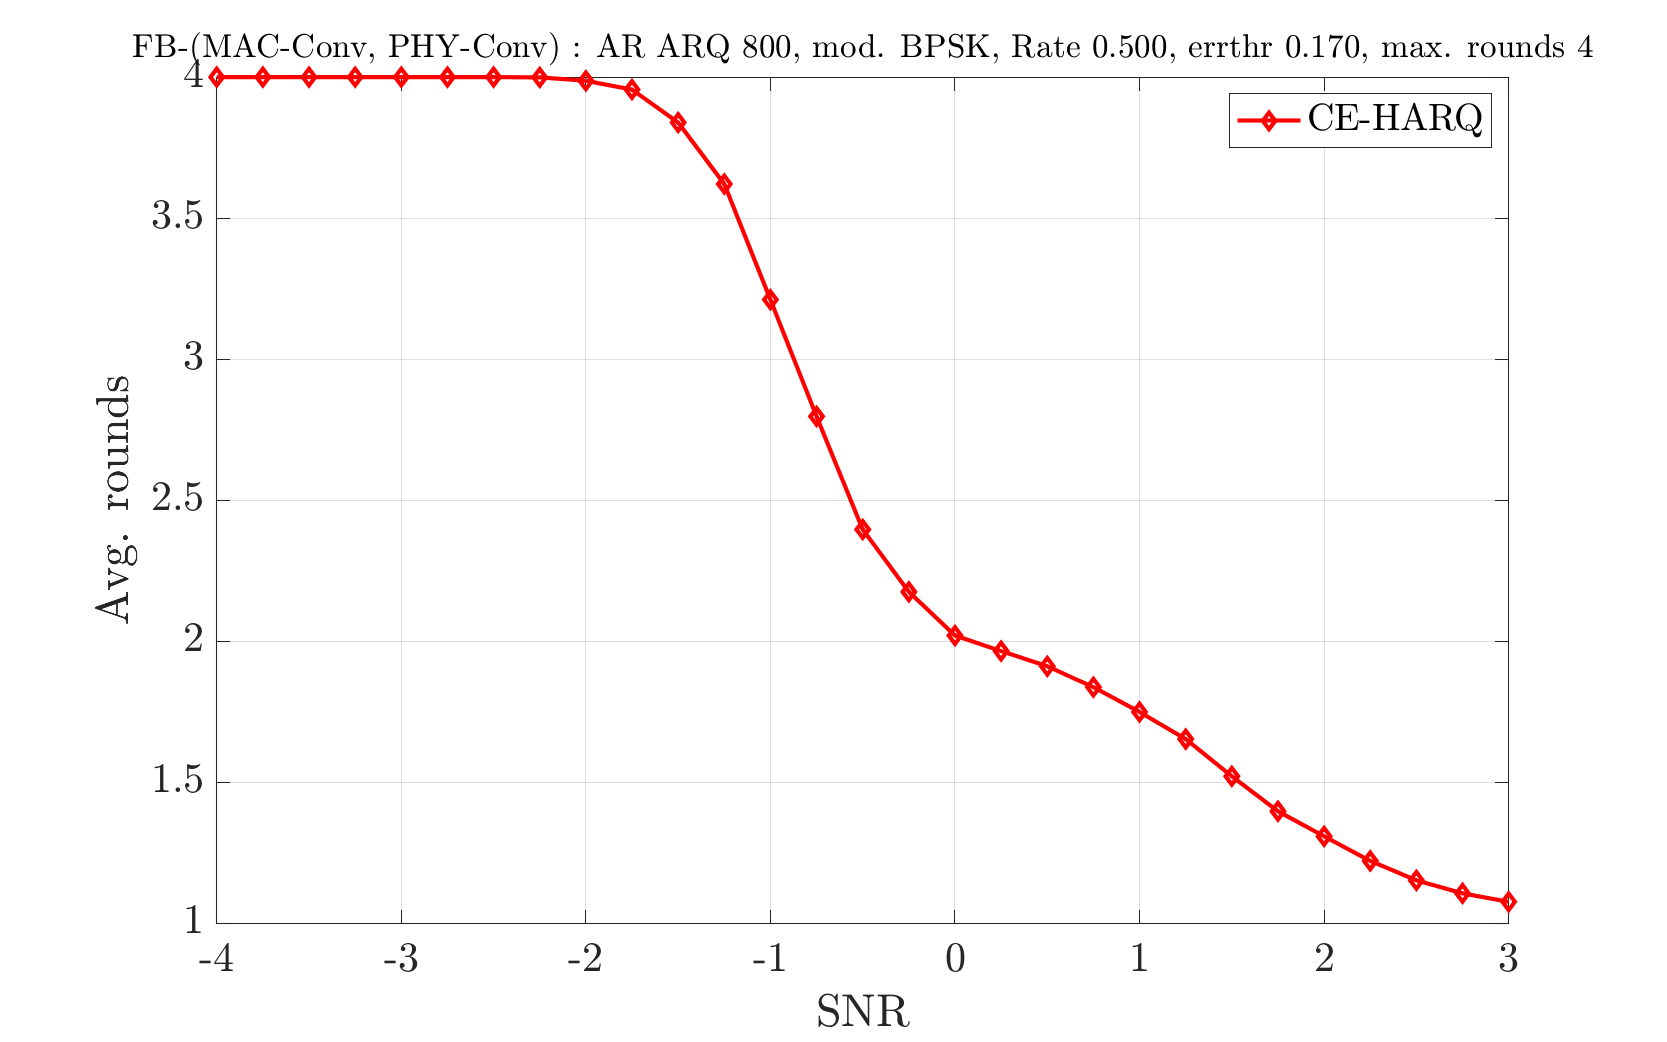 FB-(MAC-Conv, PHY-Conv) : AR ARQ 800, mod. BPSK, Rate 0.500, errthr 0.170, max. rounds 4
CE-HARQ
Avg. rounds
4
3.5
3
2.5
2
1.5
1
-4 -3 -2 -1 0 1 2 3
SNR